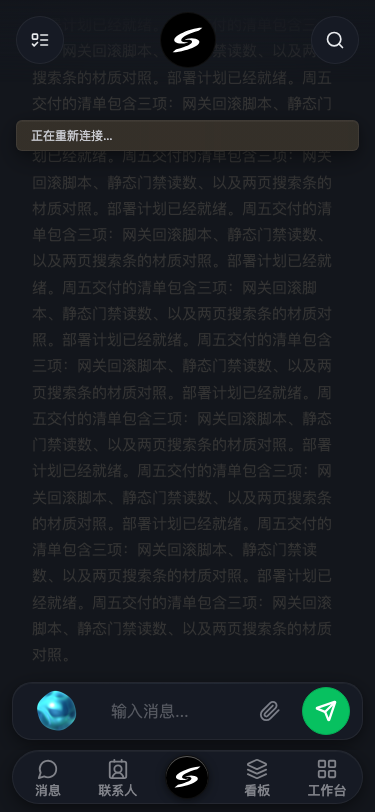 搜索条的材质对照。部署计划已经就绪。周五
交付的清单包含三项：网关回滚脚本、静态门
正在重新连接...
划已经就绪。周五交付的清单包含三项：网关
回滚脚本、静态门禁读数、以及两页搜索条的
材质对照。部署计划已经就绪。周五交付的清
单包含三项：网关回滚脚本、静态门禁读数、
以及两页搜索条的材质对照。部署计划已经就
绪。周五交付的清单包含三项：网关回滚脚
本、静态门禁读数、以及两页搜索条的材质对
照。部署计划已经就绪。周五交付的清单包含
三项：网关回滚脚本、静态门禁读数、以及两
页搜索条的材质对照。部署计划已经就绪。周
五交付的清单包含三项：网关回滚脚本、静态
门禁读数、以及两页搜索条的材质对照。部署
计划已经就绪。周五交付的清单包含三项：网
关回滚脚本、静态门禁读数、以及两页搜索条
的材质对照。部署计划已经就绪。周五交付的
清单包含三项：网关回滚脚本、静态门禁读
数、以及两页搜索条的材质对照。部署计划已
经就绪。周五交付的清单包含三项：网关回滚
脚本、静态门禁读数、以及两页搜索条的材质
对照。部署计划已经就绪。周五交付的清单包含三项：网关回滚
输入消息...
消息
联系人
看板
工作台